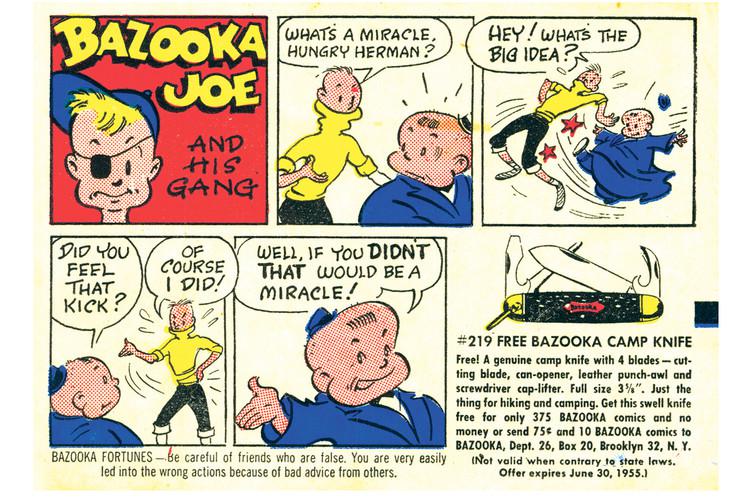 BAZOOKA
JOE
AND
HIS
GANG
WHAT'S A MIRACLE,
HUNGRY HERMAN?
HEY! WHAT'S THE
BIG IDEA?
DID YOU
FEEL
THAT
KICK?
OF
COURSE
I DID!
WELL, IF YOU DIDN'T
THAT WOULD BE A
MIRACLE!
BAZOOKA
#219 FREE BAZOOKA CAMP KNIFE
Free! A genuine camp knife with 4 blades — cut-
ting blade, can-opener, leather punch-awl and
screwdriver cap-lifter. Full size 3⅝". Just the
thing for hiking and camping. Get this swell knife
free for only 375 BAZOOKA comics and no
money or send 75¢ and 10 BAZOOKA comics to
BAZOOKA, Dept. 26, Box 20, Brooklyn 32, N. Y.
(Not valid when contrary to state laws.
Offer expires June 30, 1955.)
BAZOOKA FORTUNES — Be careful of friends who are false. You are very easily
led into the wrong actions because of bad advice from others.